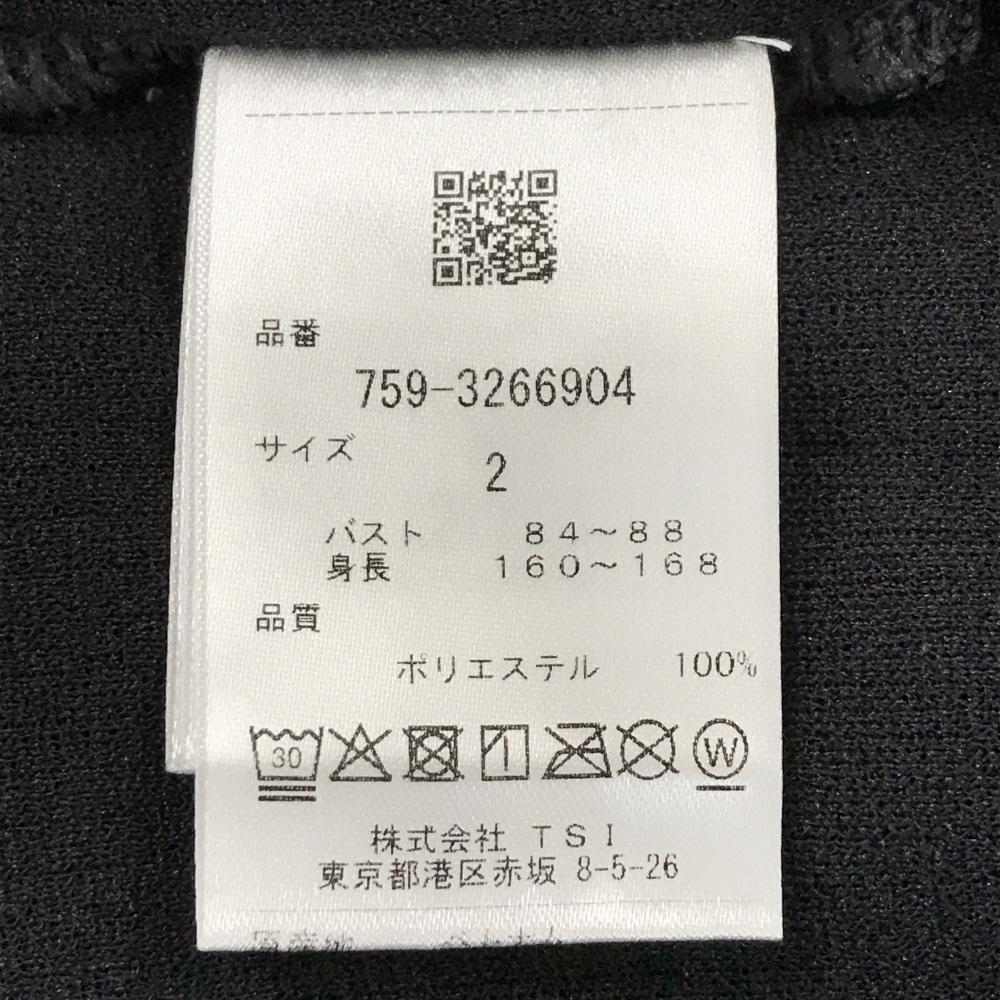 品番
759-3266904
サイズ
2
バスト 84～88
身長 160～168
品質
ポリエステル 100%
30
W
株式会社 TSI
東京都港区赤坂 8-5-26